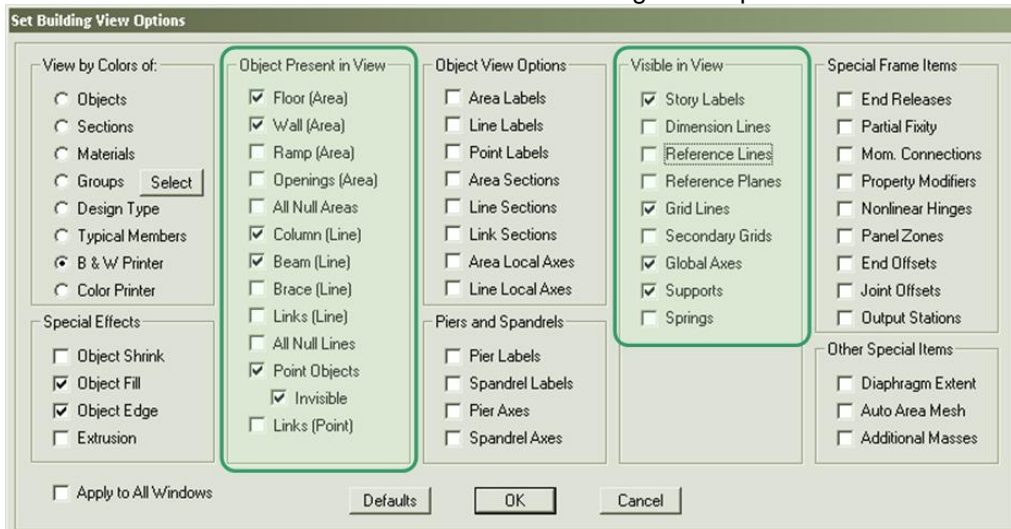 Set Building View Options
View by Colors of:
Objects
Sections
Materials
Groups
Select
Design Type
Typical Members
B & W Printer
Color Printer
Special Effects
Object Shrink
Object Fill
Object Edge
Extrusion
Object Present in View
Floor (Area)
Wall (Area)
Ramp (Area)
Openings (Area)
All Null Areas
Column (Line)
Beam (Line)
Brace (Line)
Links (Line)
All Null Lines
Point Objects
Invisible
Links (Point)
Object View Options
Area Labels
Line Labels
Point Labels
Area Sections
Line Sections
Link Sections
Area Local Axes
Line Local Axes
Piers and Spandrels
Pier Labels
Spandrel Labels
Pier Axes
Spandrel Axes
Visible in View
Story Labels
Dimension Lines
Reference Lines
Reference Planes
Grid Lines
Secondary Grids
Global Axes
Supports
Springs
Special Frame Items
End Releases
Partial Fixity
Mom. Connections
Property Modifiers
Nonlinear Hinges
Panel Zones
End Offsets
Joint Offsets
Output Stations
Other Special Items
Diaphragm Extent
Auto Area Mesh
Additional Masses
Apply to All Windows
Defaults
OK
Cancel